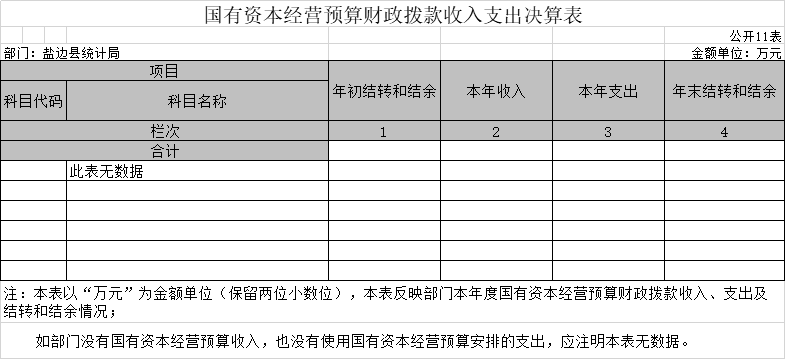 国有资本经营预算财政拨款收入支出决算表
公开11表
部门：盐边县统计局 金额单位：万元
项目 年初结转和结余 本年收入 本年支出 年末结转和结余
科目代码 科目名称
栏次 1 2 3 4
合计
此表无数据
注：本表以“万元”为金额单位（保留两位小数位），本表反映部门本年度国有资本经营预算财政拨款收入、支出及
结转和结余情况；
如部门没有国有资本经营预算收入，也没有使用国有资本经营预算安排的支出，应注明本表无数据。